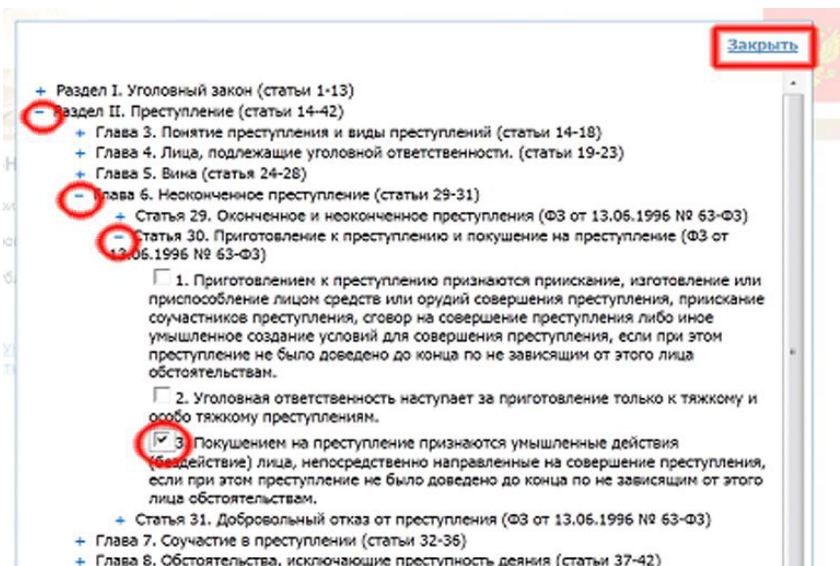 Закрыть
+ Раздел I. Уголовный закон (статьи 1-13)
− Раздел II. Преступление (статьи 14-42)
+ Глава 3. Понятие преступления и виды преступлений (статьи 14-18)
+ Глава 4. Лица, подлежащие уголовной ответственности. (статьи 19-23)
+ Глава 5. Вина (статья 24-28)
− Глава 6. Неоконченное преступление (статьи 29-31)
+ Статья 29. Оконченное и неоконченное преступления (ФЗ от 13.06.1996 № 63-ФЗ)
− Статья 30. Приготовление к преступлению и покушение на преступление (ФЗ от
13.06.1996 № 63-ФЗ)
1. Приготовлением к преступлению признаются приискание, изготовление или
приспособление лицом средств или орудий совершения преступления, приискание
соучастников преступления, сговор на совершение преступления либо иное
умышленное создание условий для совершения преступления, если при этом
преступление не было доведено до конца по не зависящим от этого лица
обстоятельствам.
2. Уголовная ответственность наступает за приготовление только к тяжкому и
особо тяжкому преступлениям.
3. Покушением на преступление признаются умышленные действия
(бездействие) лица, непосредственно направленные на совершение преступления,
если при этом преступление не было доведено до конца по не зависящим от этого
лица обстоятельствам.
+ Статья 31. Добровольный отказ от преступления (ФЗ от 13.06.1996 № 63-ФЗ)
+ Глава 7. Соучастие в преступлении (статьи 32-36)
+ Глава 8. Обстоятельства, исключающие преступность деяния (статьи 37-42)